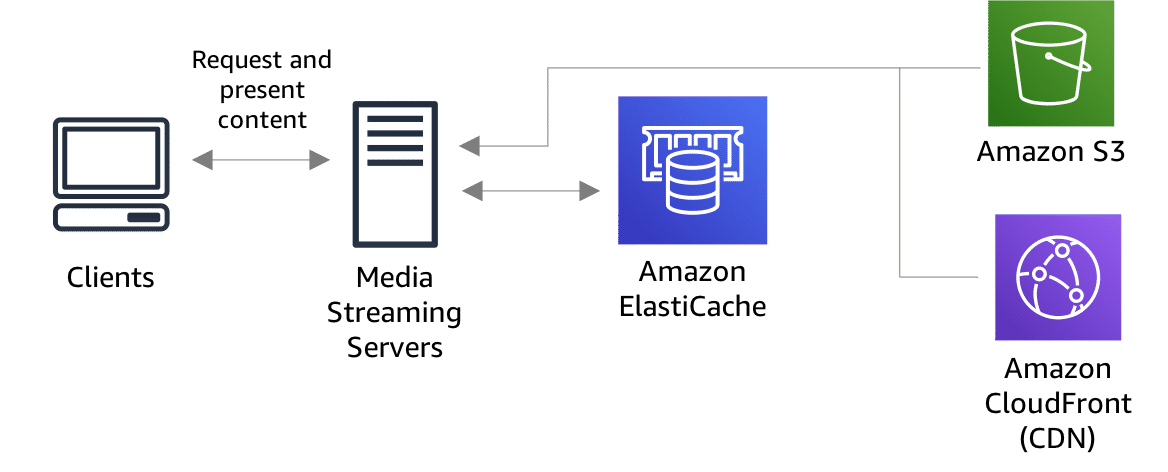 Request and
present
content
Clients
Media
Streaming
Servers
Amazon
ElastiCache
Amazon S3
Amazon
CloudFront
(CDN)